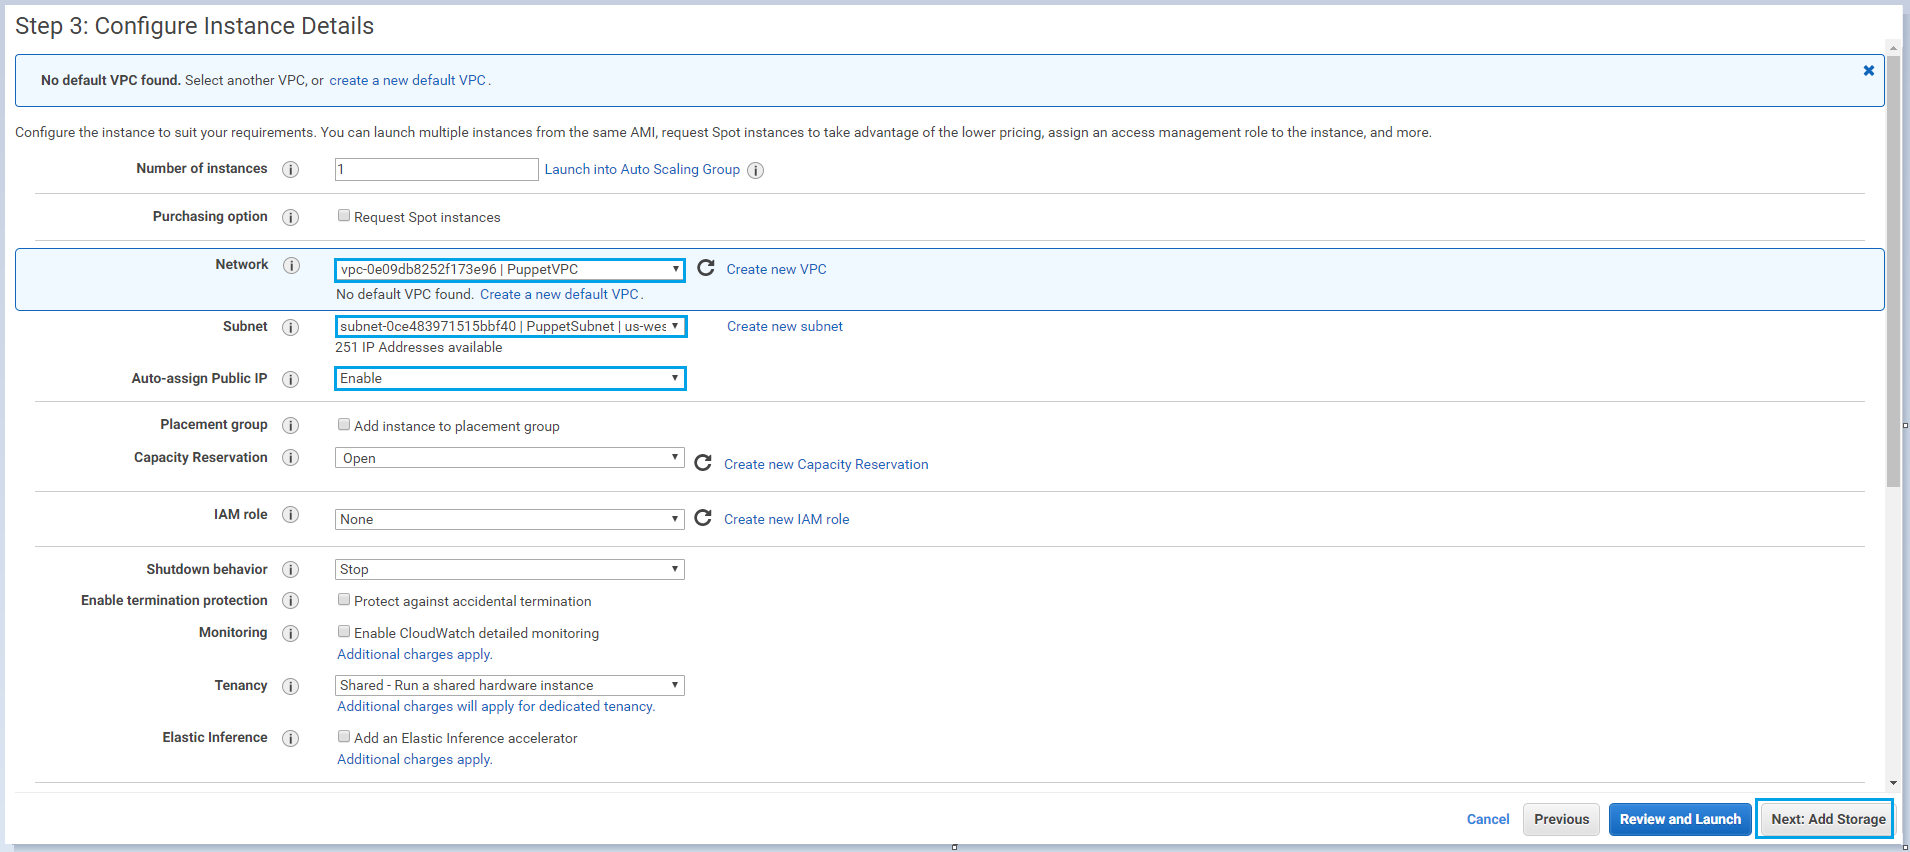 Step 3: Configure Instance Details
No default VPC found. Select another VPC, or create a new default VPC.
Configure the instance to suit your requirements. You can launch multiple instances from the same AMI, request Spot instances to take advantage of the lower pricing, assign an access management role to the instance, and more.
Number of instances 1 Launch into Auto Scaling Group
Purchasing option Request Spot instances
Network vpc-0e09db8252f173e96 | PuppetVPC Create new VPC
No default VPC found. Create a new default VPC.
Subnet subnet-0ce483971515bbf40 | PuppetSubnet | us-wes Create new subnet
251 IP Addresses available
Auto-assign Public IP Enable
Placement group Add instance to placement group
Capacity Reservation Open Create new Capacity Reservation
IAM role None Create new IAM role
Shutdown behavior Stop
Enable termination protection Protect against accidental termination
Monitoring Enable CloudWatch detailed monitoring
Additional charges apply.
Tenancy Shared - Run a shared hardware instance
Additional charges will apply for dedicated tenancy.
Elastic Inference Add an Elastic Inference accelerator
Additional charges apply.
Cancel Previous Review and Launch Next: Add Storage